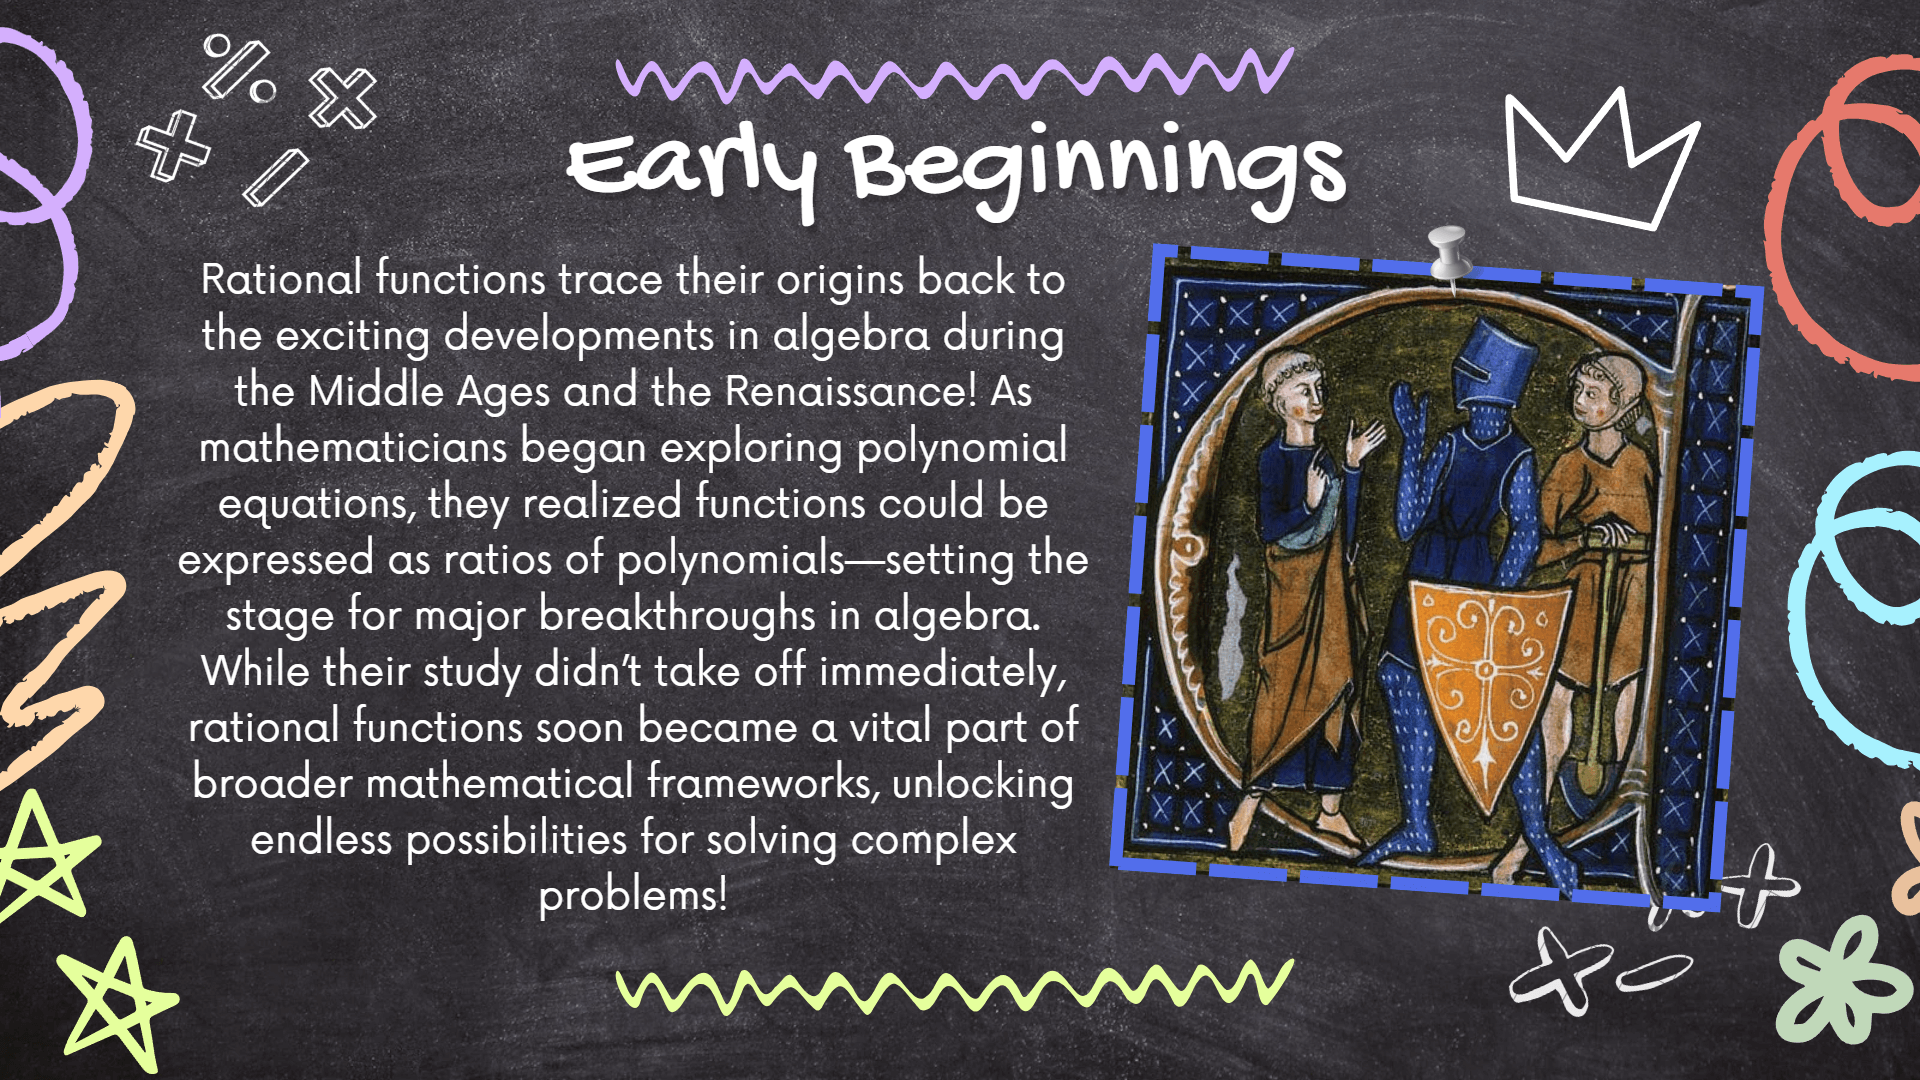 Early Beginnings
Rational functions trace their origins back to
the exciting developments in algebra during
the Middle Ages and the Renaissance! As
mathematicians began exploring polynomial
equations, they realized functions could be
expressed as ratios of polynomials—setting the
stage for major breakthroughs in algebra.
While their study didn’t take off immediately,
rational functions soon became a vital part of
broader mathematical frameworks, unlocking
endless possibilities for solving complex
problems!